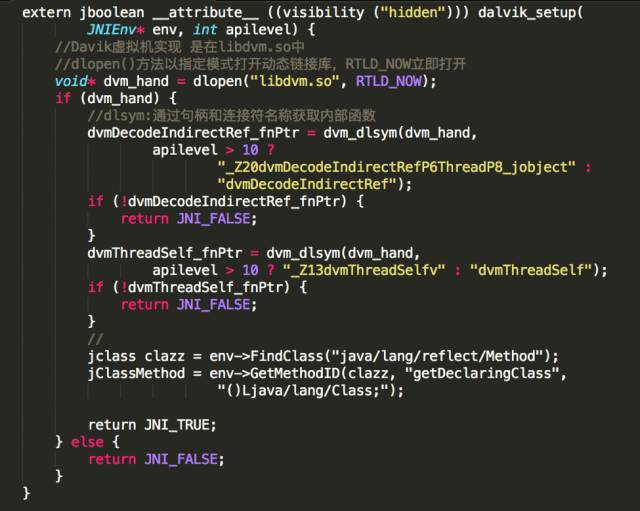 extern jboolean __attribute__ ((visibility ("hidden"))) dalvik_setup(
        JNIEnv* env, int apilevel) {
    //Davik虚拟机实现 是在libdvm.so中
    //dlopen()方法以指定模式打开动态链接库，RTLD_NOW立即打开
    void* dvm_hand = dlopen("libdvm.so", RTLD_NOW);
    if (dvm_hand) {
        //dlsym:通过句柄和连接符名称获取内部函数
        dvmDecodeIndirectRef_fnPtr = dvm_dlsym(dvm_hand,
                apilevel > 10 ?
                        "_Z20dvmDecodeIndirectRefP6ThreadP8_jobject" :
                        "dvmDecodeIndirectRef");
        if (!dvmDecodeIndirectRef_fnPtr) {
            return JNI_FALSE;
        }
        dvmThreadSelf_fnPtr = dvm_dlsym(dvm_hand,
                apilevel > 10 ? "_Z13dvmThreadSelfv" : "dvmThreadSelf");
        if (!dvmThreadSelf_fnPtr) {
            return JNI_FALSE;
        }
        //
        jclass clazz = env->FindClass("java/lang/reflect/Method");
        jClassMethod = env->GetMethodID(clazz, "getDeclaringClass",
                        "()Ljava/lang/Class;");

        return JNI_TRUE;
    } else {
        return JNI_FALSE;
    }
}